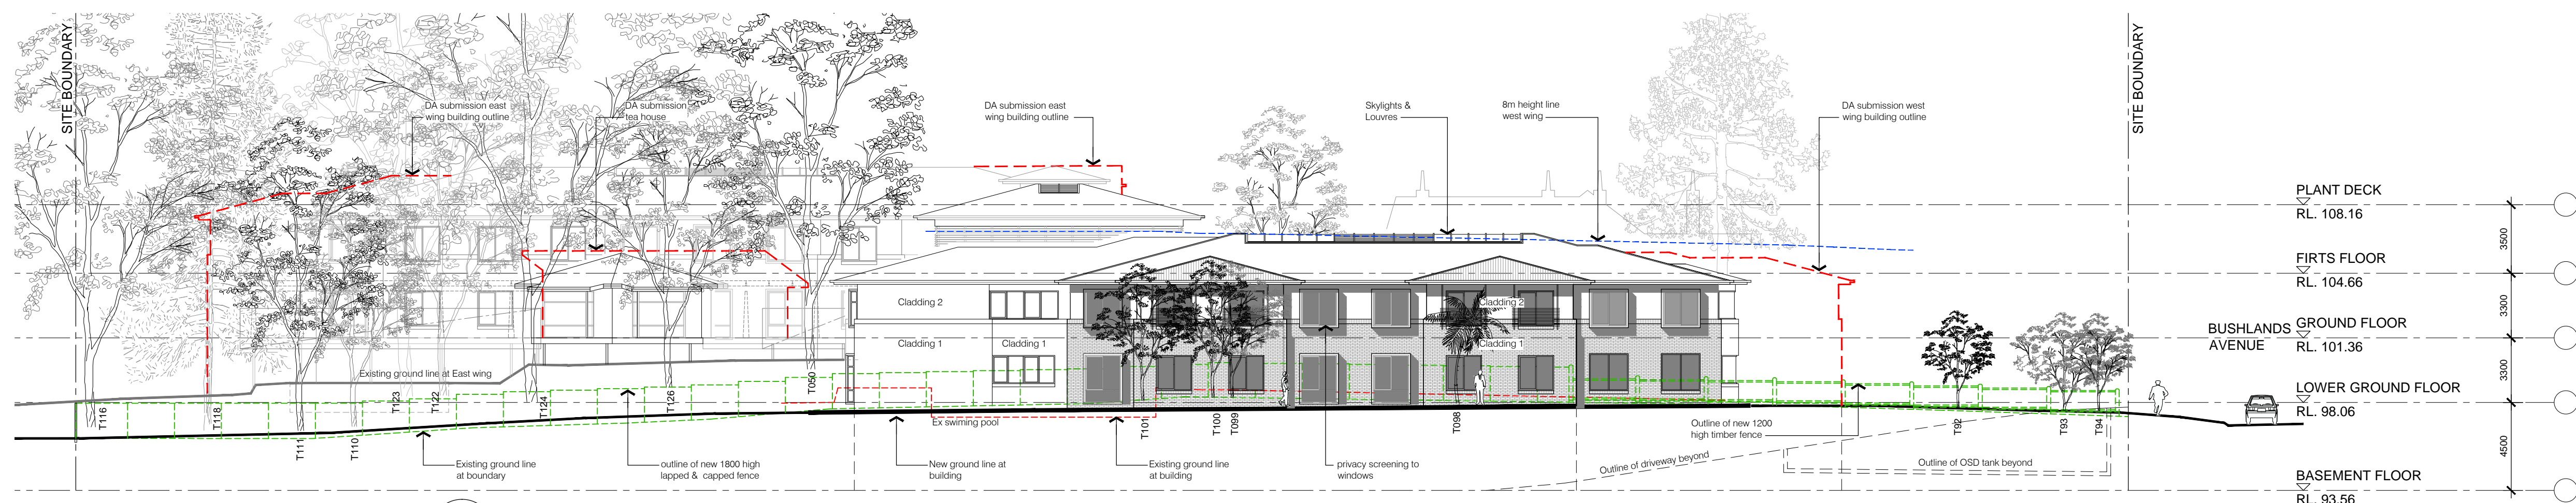 SITE BOUNDARY
DA submission east
wing building outline
DA submission
tea house
DA submission east
wing building outline
Skylights &
Louvres
8m height line
west wing
DA submission west
wing building outline
SITE BOUNDARY
PLANT DECK
RL. 108.16
3500
FIRTS FLOOR
RL. 104.66
3300
BUSHLANDS
AVENUE
GROUND FLOOR
RL. 101.36
3300
LOWER GROUND FLOOR
RL. 98.06
4500
BASEMENT FLOOR
RL. 93.56
Cladding 2
Cladding 2
Cladding 1
Cladding 1
Cladding 1
Existing ground line at East wing
T116
T118
T111
T110
T123
T122
T124
T126
T050
T101
T100
T099
T098
T92
T93
T94
Ex swiming pool
Outline of new 1200
high timber fence
Existing ground line
at boundary
outline of new 1800 high
lapped & capped fence
New ground line at
building
Existing ground line
at building
privacy screening to
windows
Outline of driveway beyond
Outline of OSD tank beyond